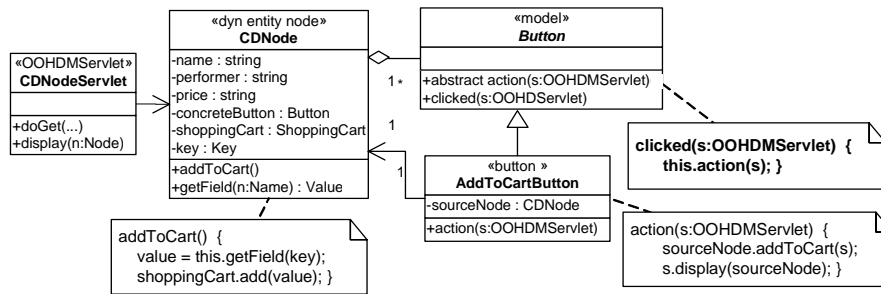 «OOHDMServlet»
CDNodeServlet
+doGet(...)
+display(n:Node)
«dyn entity node»
CDNode
-name : string
-performer : string
-price : string
-concreteButton : Button
-shoppingCart : ShoppingCart
-key : Key
+addToCart()
+getField(n:Name) : Value
1
*
1
1
«model»
Button
+abstract action(s:OOHDMServlet)
+clicked(s:OOHDServlet)
clicked(s:OOHDMServlet) {
this.action(s); }
«button »
AddToCartButton
-sourceNode : CDNode
+action(s:OOHDMServlet)
addToCart() {
value = this.getField(key);
shoppingCart.add(value); }
action(s:OOHDMServlet) {
sourceNode.addToCart(s);
s.display(sourceNode); }